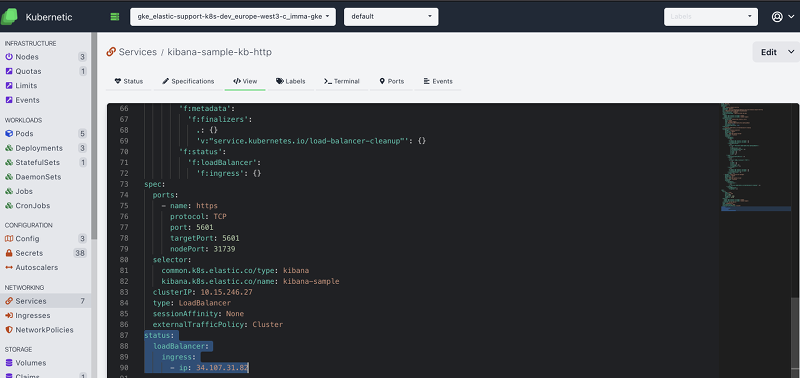 Kubernetic
gke_elastic-support-k8s-dev_europe-west3-c_imma-gke
default
Labels
INFRASTRUCTURE
Nodes 3
Quotas 1
Limits
Events
WORKLOADS
Pods 5
Deployments 3
StatefulSets 1
DaemonSets
Jobs
CronJobs
CONFIGURATION
Config 3
Secrets 38
Autoscalers
NETWORKING
Services 7
Ingresses
NetworkPolicies
STORAGE
Volumes
Claims
Services / kibana-sample-kb-http
Edit
Status
Specifications
</> View
Labels
Terminal
Ports
Events
66 'f:metadata':
67 'f:finalizers':
68 .: {}
69 'v:"service.kubernetes.io/load-balancer-cleanup"': {}
70 'f:status':
71 'f:loadBalancer':
72 'f:ingress': {}
73 spec:
74 ports:
75 - name: https
76 protocol: TCP
77 port: 5601
78 targetPort: 5601
79 nodePort: 31739
80 selector:
81 common.k8s.elastic.co/type: kibana
82 kibana.k8s.elastic.co/name: kibana-sample
83 clusterIP: 10.15.246.27
84 type: LoadBalancer
85 sessionAffinity: None
86 externalTrafficPolicy: Cluster
87 status:
88 loadBalancer:
89 ingress:
90 - ip: 34.107.31.82